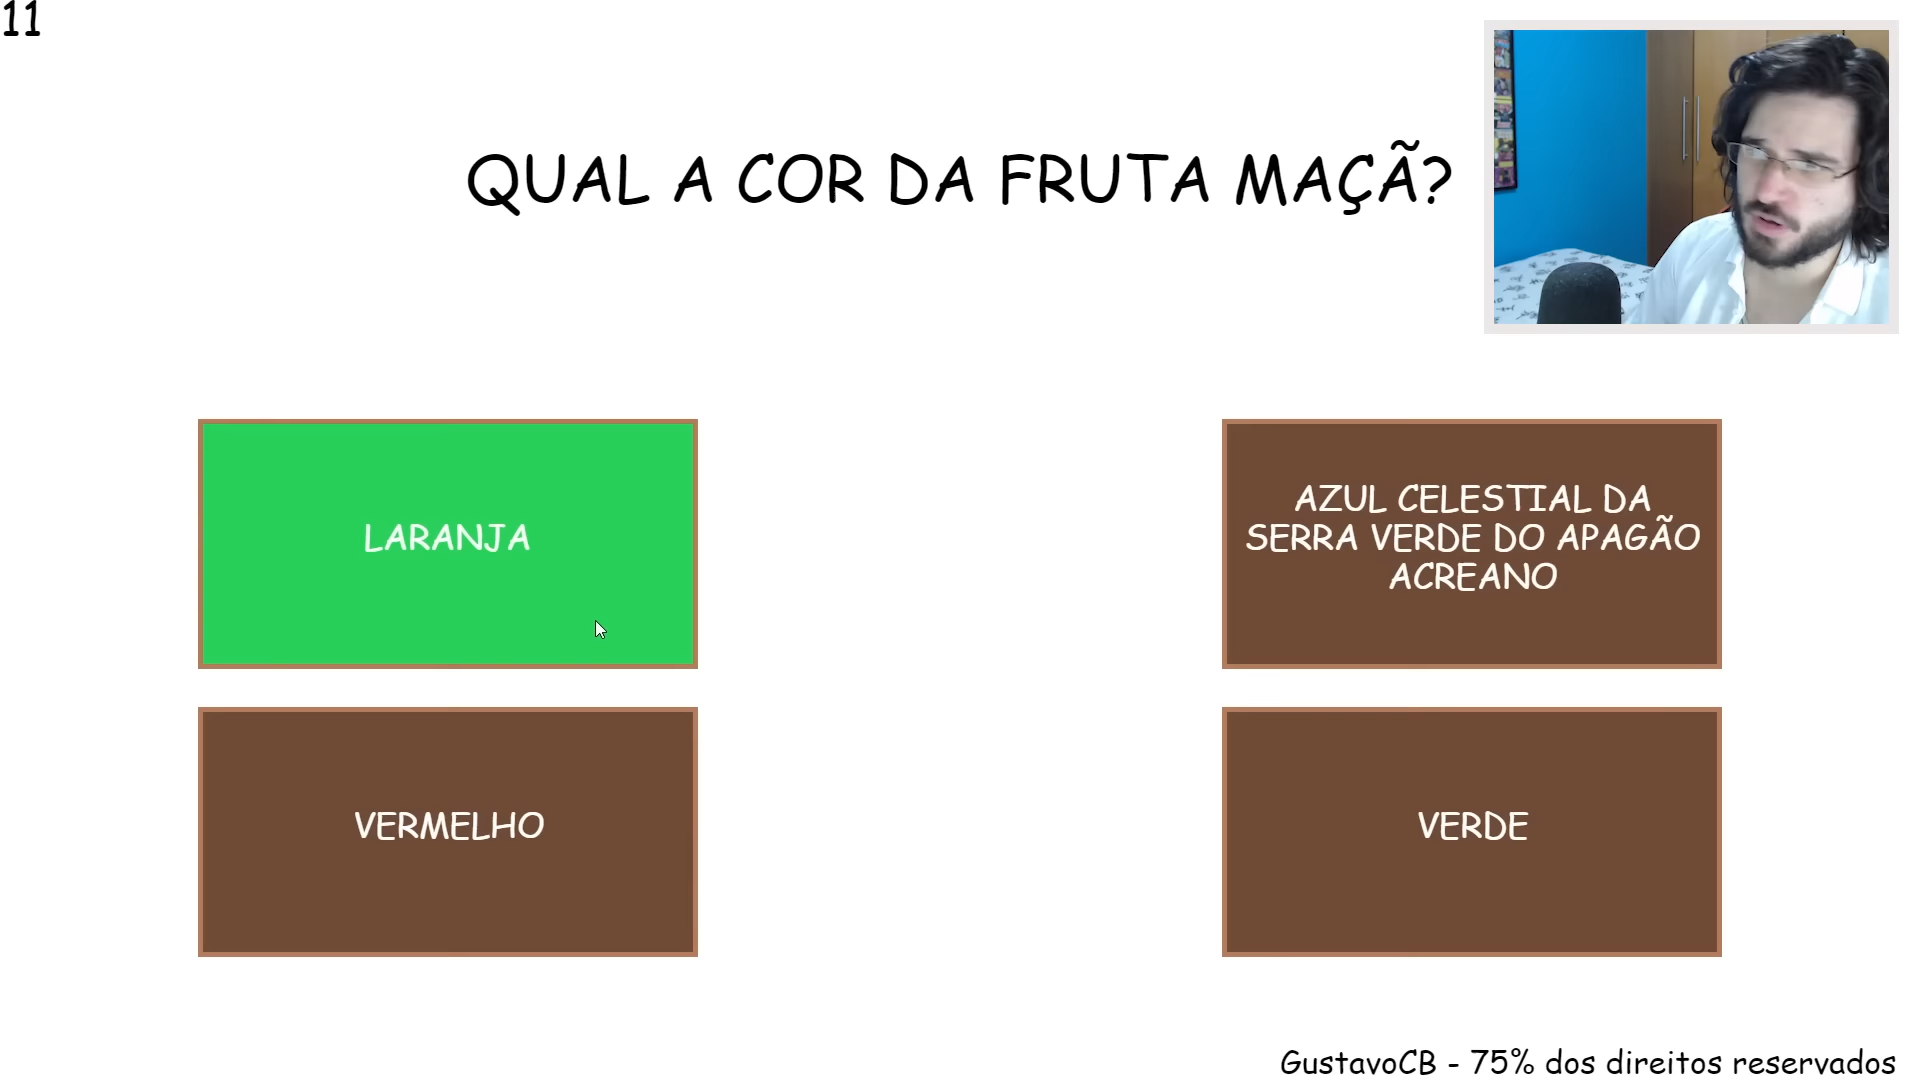 11
QUAL A COR DA FRUTA MAÇÃ?
LARANJA
AZUL CELESTIAL DA
SERRA VERDE DO APAGÃO
ACREANO
VERMELHO
VERDE
GustavoCB - 75% dos direitos reservados